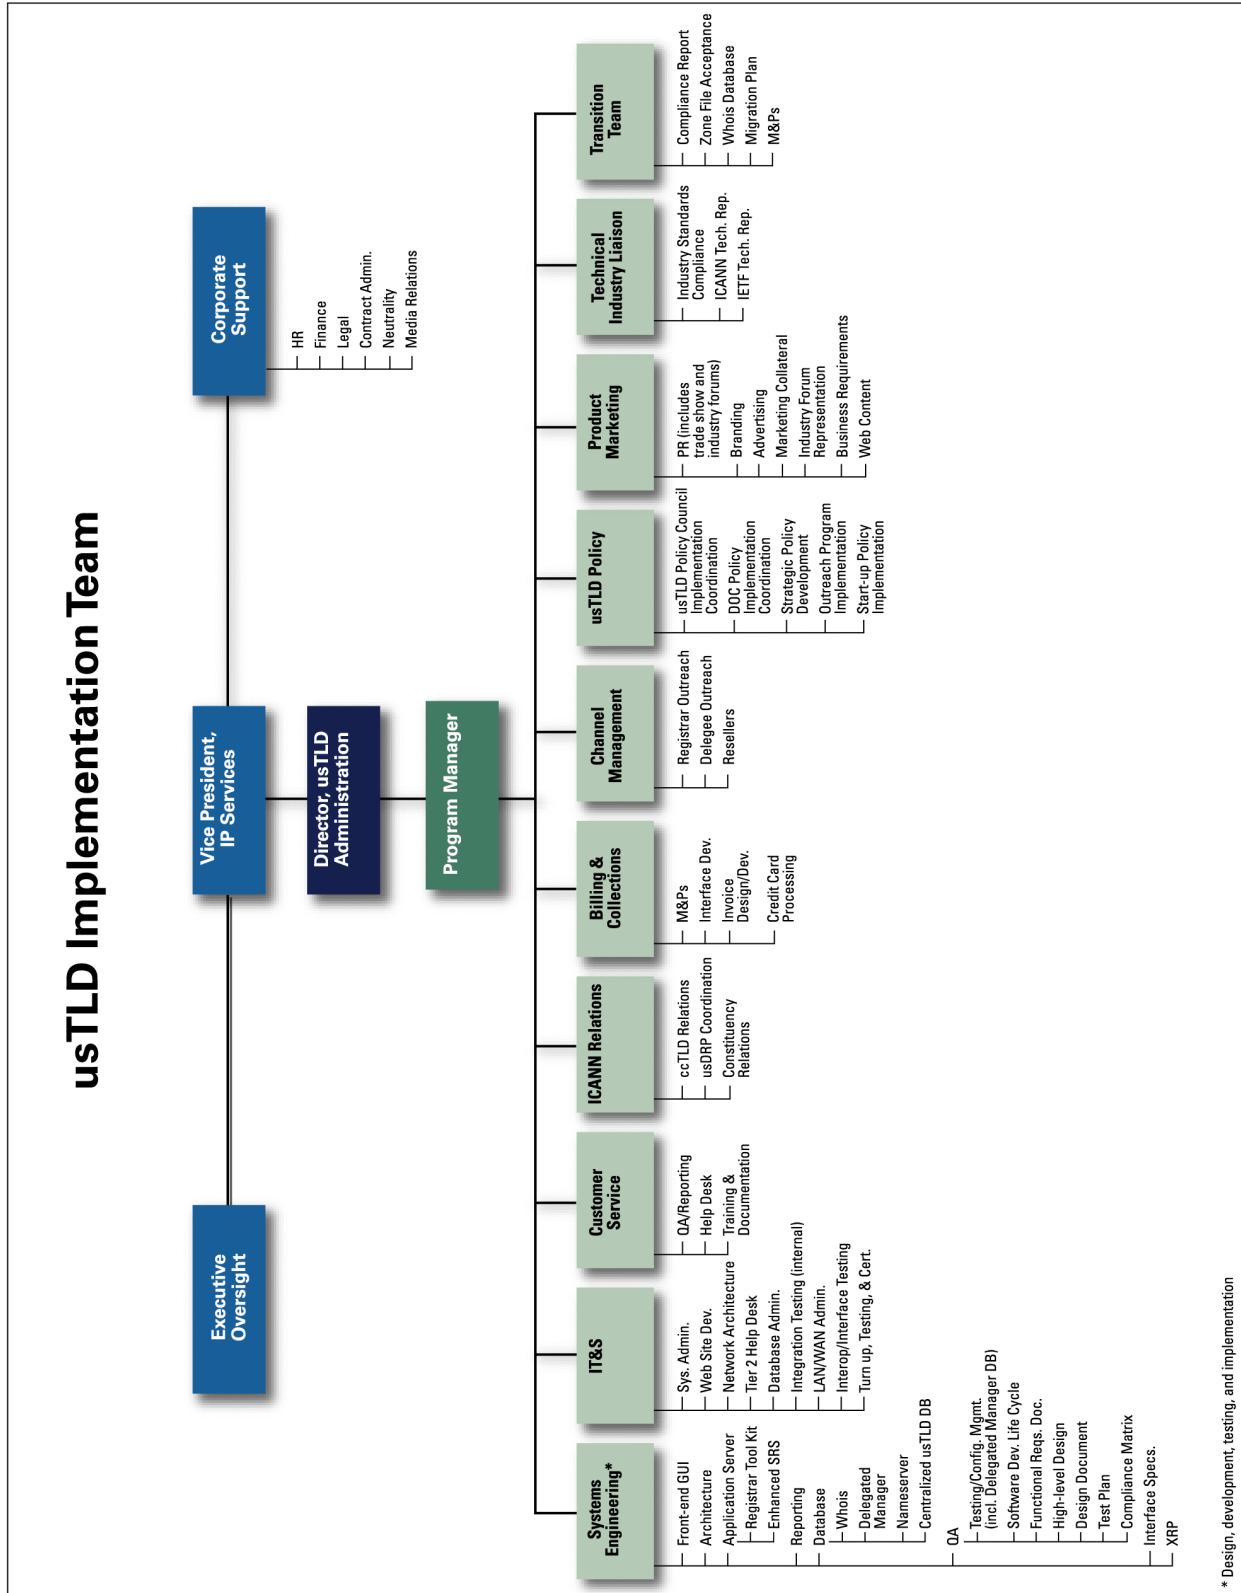 usTLD Implementation Team
Executive
Oversight
Vice President,
IP Services
Corporate
Support
HR
Finance
Legal
Contract Admin.
Neutrality
Media Relations
Director, usTLD
Administration
Program Manager
Systems
Engineering*
Front-end GUI
Architecture
Application Server
Registrar Tool Kit
Enhanced SRS
Reporting
Database
Whois
Delegated
Manager
Nameserver
Centralized usTLD DB
QA
Testing/Config. Mgmt.
(incl. Delegated Manager DB)
Software Dev. Life Cycle
Functional Reqs. Doc.
High-level Design
Design Document
Test Plan
Compliance Matrix
Interface Specs.
XRP
IT&S
Sys. Admin.
Web Site Dev.
Network Architecture
Tier 2 Help Desk
Database Admin.
Integration Testing (internal)
LAN/WAN Admin.
Interop/Interface Testing
Turn up, Testing, & Cert.
Customer
Service
QA/Reporting
Help Desk
Training &
Documentation
ICANN Relations
ccTLD Relations
usDRP Coordination
Constituency
Relations
Billing &
Collections
M&Ps
Interface Dev.
Invoice
Design/Dev.
Credit Card
Processing
Channel
Management
Registrar Outreach
Delegee Outreach
Resellers
usTLD Policy
usTLD Policy Council
Implementation
Coordination
DOC Policy
Implementation
Coordination
Strategic Policy
Development
Outreach Program
Implementation
Start-up Policy
Implementation
Product
Marketing
PR (includes
trade show and
industry forums)
Branding
Advertising
Marketing Collateral
Industry Forum
Representation
Business Requirements
Web Content
Technical
Industry Liaison
Industry Standards
Compliance
ICANN Tech. Rep.
IETF Tech. Rep.
Transition
Team
Compliance Report
Zone File Acceptance
Whois Database
Migration Plan
M&Ps
* Design, development, testing, and implementation